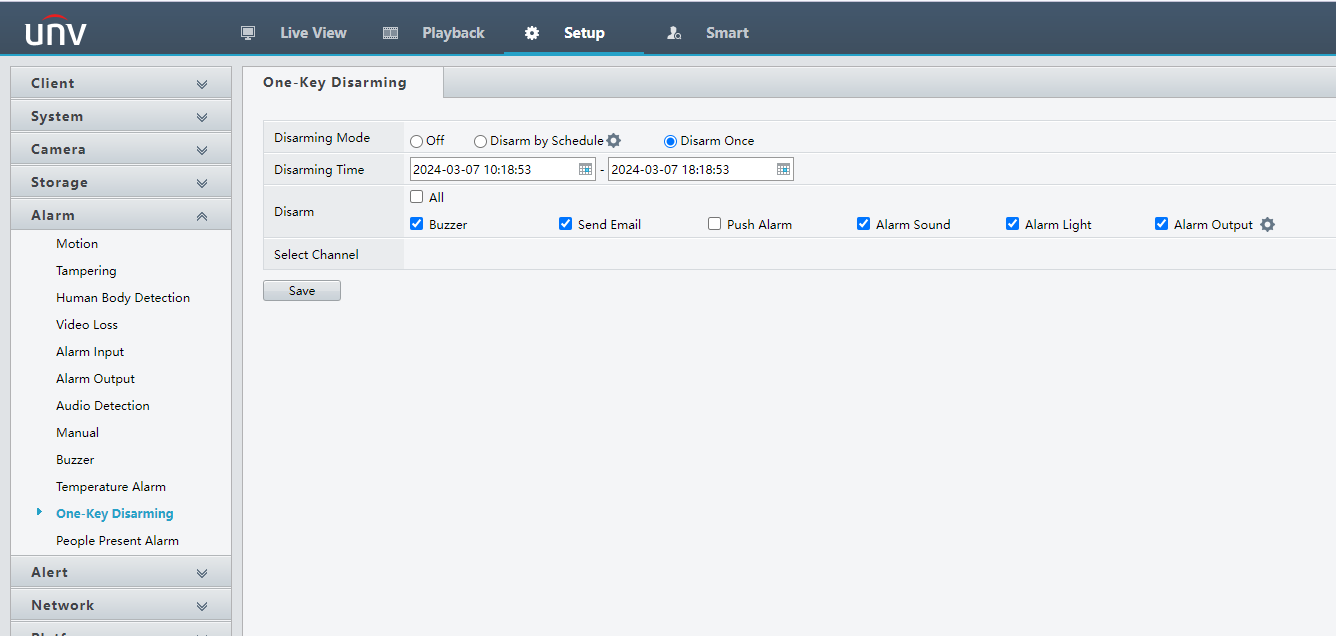 unv
Live View
Playback
Setup
Smart
Client
System
Camera
Storage
Alarm
Motion
Tampering
Human Body Detection
Video Loss
Alarm Input
Alarm Output
Audio Detection
Manual
Buzzer
Temperature Alarm
One-Key Disarming
People Present Alarm
Alert
Network
One-Key Disarming
Disarming Mode Off Disarm by Schedule Disarm Once
Disarming Time 2024-03-07 10:18:53 - 2024-03-07 18:18:53
All
Disarm
Buzzer Send Email Push Alarm Alarm Sound Alarm Light Alarm Output
Select Channel
Save